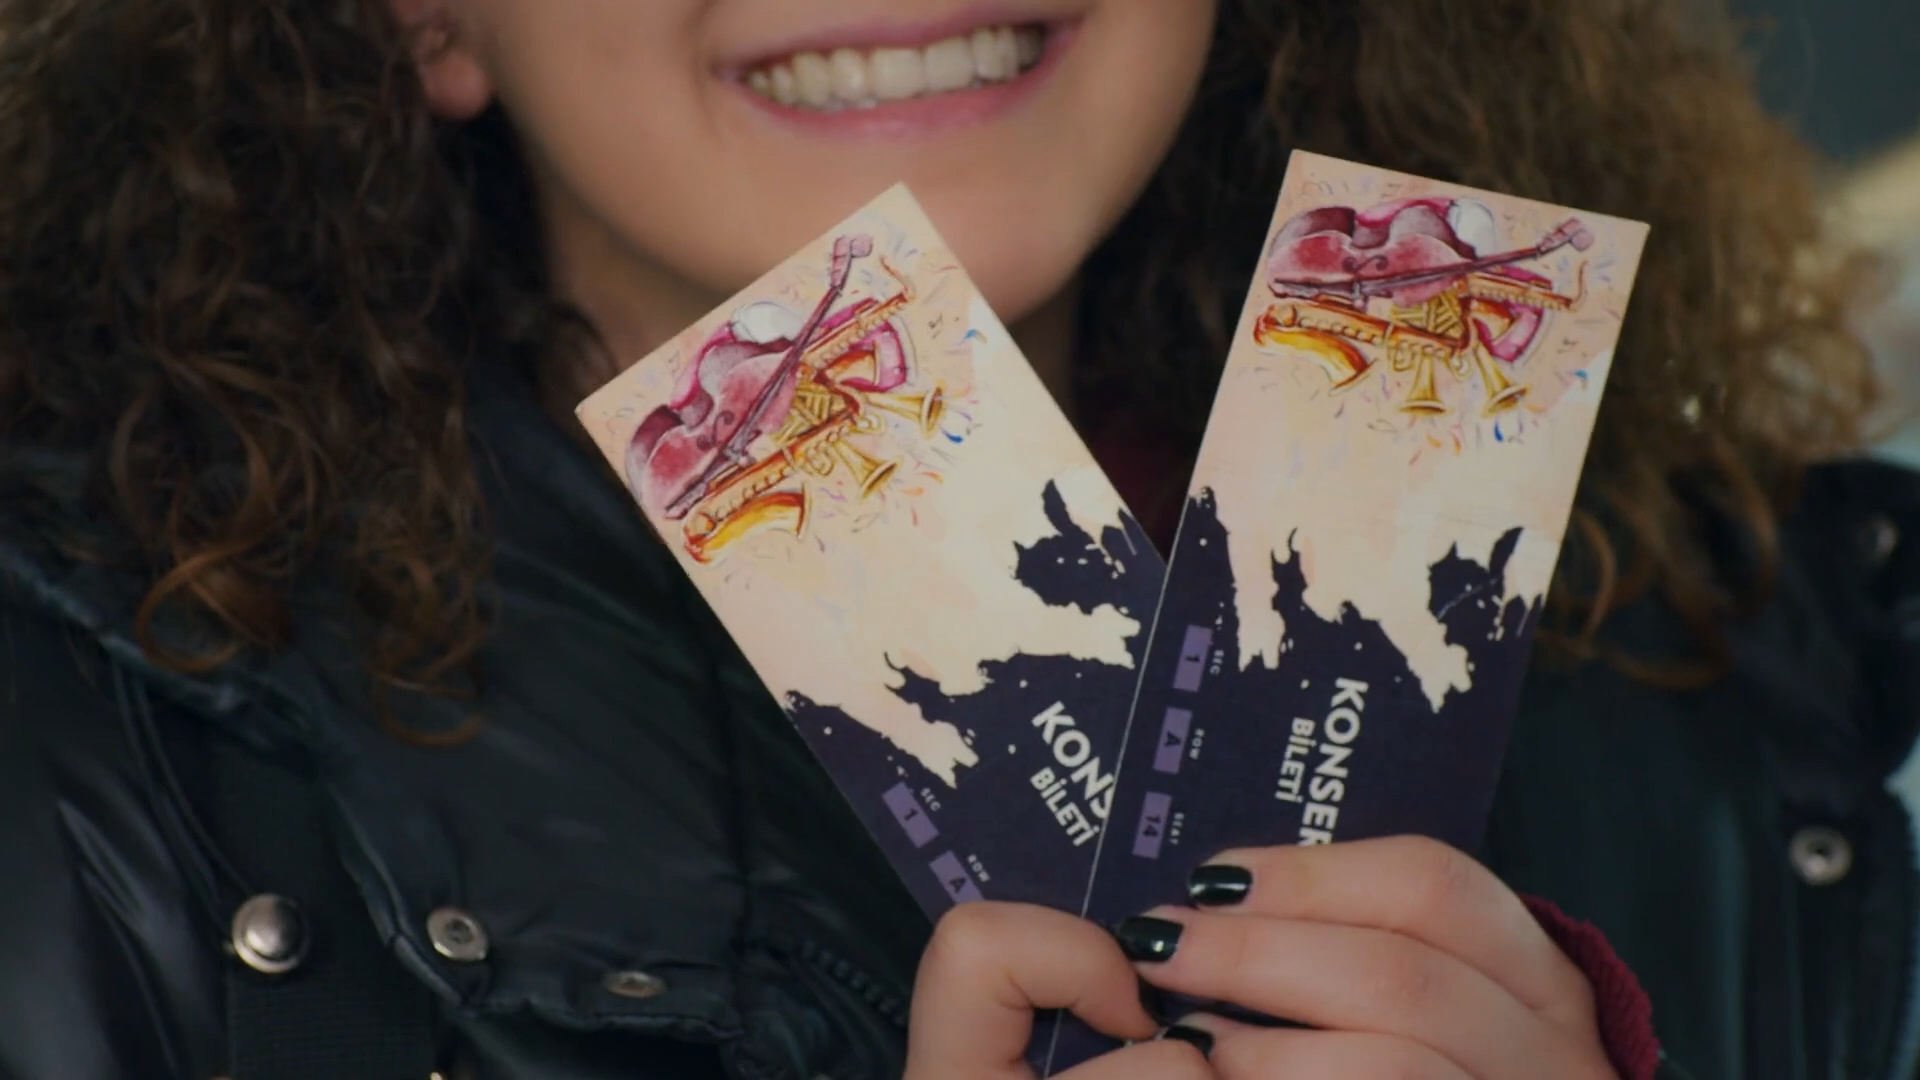 KONS
BİLETİ
SEC
1
ROW
A
KONSER
BİLETİ
SEC
1
ROW
A
SEAT
14